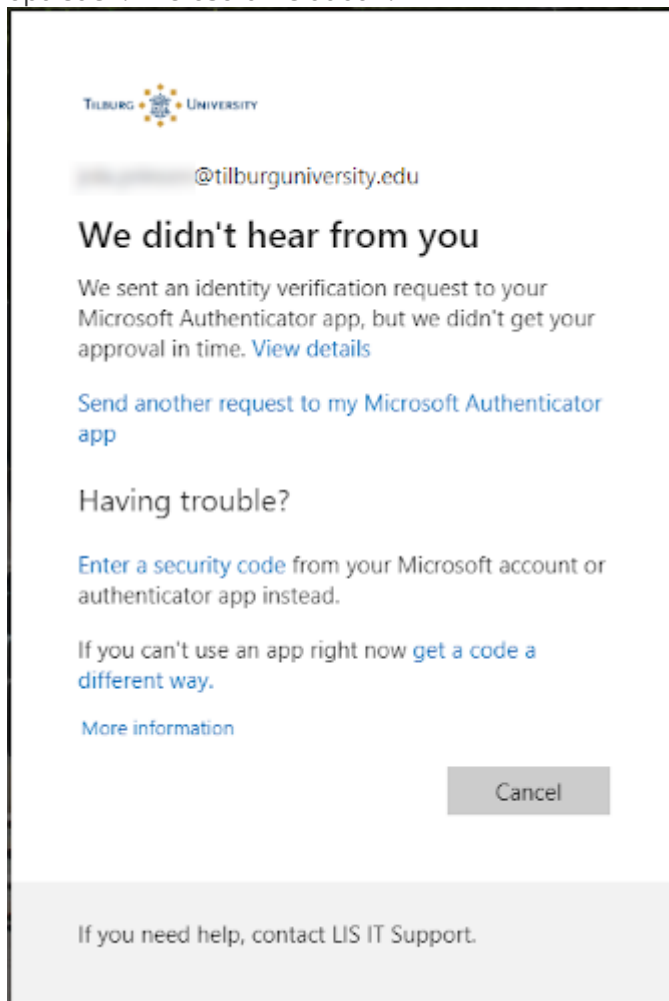 TILBURG UNIVERSITY
@tilburguniversity.edu
We didn't hear from you
We sent an identity verification request to your
Microsoft Authenticator app, but we didn't get your
approval in time. View details
Send another request to my Microsoft Authenticator
app
Having trouble?
Enter a security code from your Microsoft account or
authenticator app instead.
If you can't use an app right now get a code a
different way.
More information
Cancel
If you need help, contact LIS IT Support.